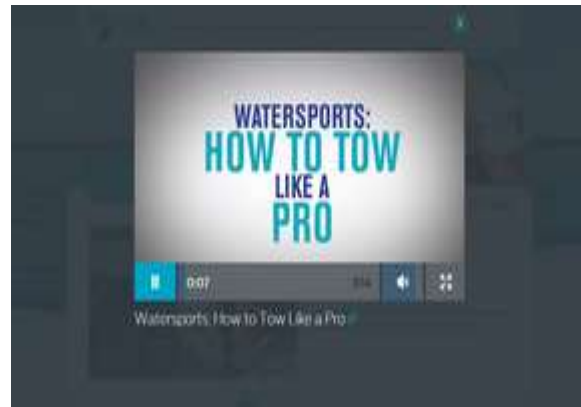 WATERSPORTS:
HOW TO TOW
LIKE A
PRO
0:07
Watersports: How to Tow Like a Pro